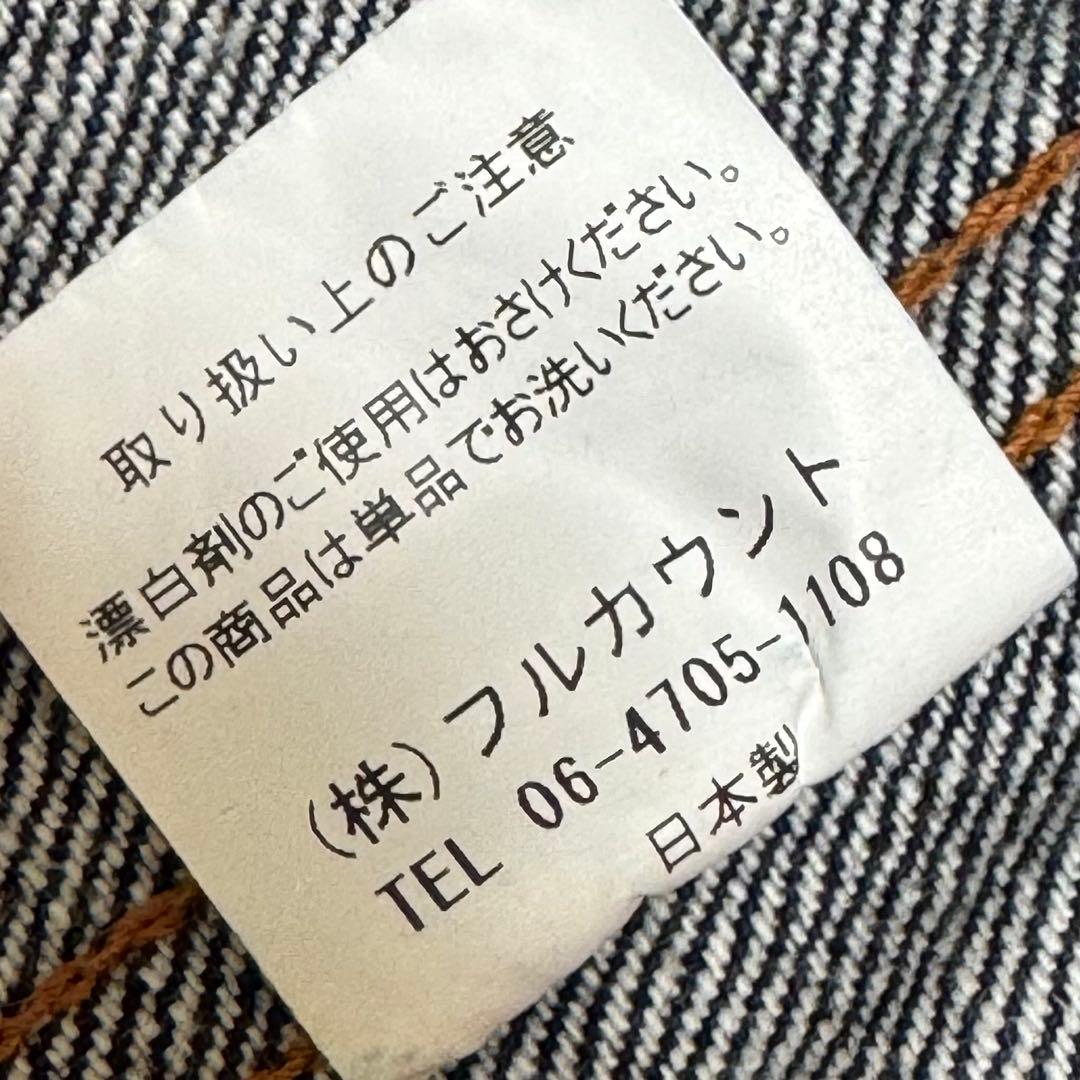 取り扱い上のご注意
漂白剤のご使用はおさけください。
この商品は単品でお洗いください。
(株)フルカウント
TEL 06-4705-1108
日本製